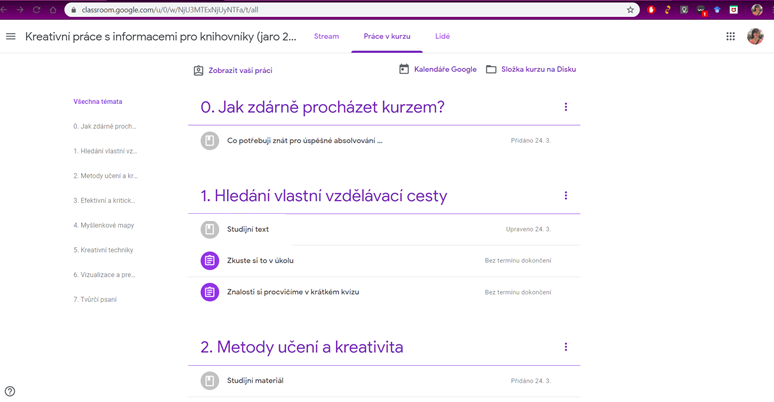 classroom.google.com/u/0/w/NjU3MTExNjUyNTFa/t/all
Kreativní práce s informacemi pro knihovníky (jaro 2...
Stream
Práce v kurzu
Lidé
Zobrazit vaši práci
Kalendáře Google
Složka kurzu na Disku
Všechna témata
0. Jak zdárně proch...
1. Hledání vlastní vz...
2. Metody učení a kr...
3. Efektivní a kritick...
4. Myšlenkové mapy
5. Kreativní techniky
6. Vizualizace a pre...
7. Tvůrčí psaní
0. Jak zdárně procházet kurzem?
Co potřebuji znát pro úspěšné absolvování ...
Přidáno 24. 3.
1. Hledání vlastní vzdělávací cesty
Studijní text
Upraveno 24. 3.
Zkuste si to v úkolu
Bez termínu dokončení
Znalosti si procvičíme v krátkém kvízu
Bez termínu dokončení
2. Metody učení a kreativita
Studijní materiál
Přidáno 24. 3.